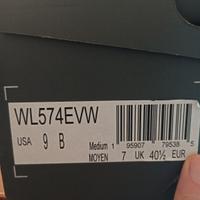 WL574EVW
USA 9 B
Medium
MOYEN
1 95907 79538 5
7 UK 40½ EUR